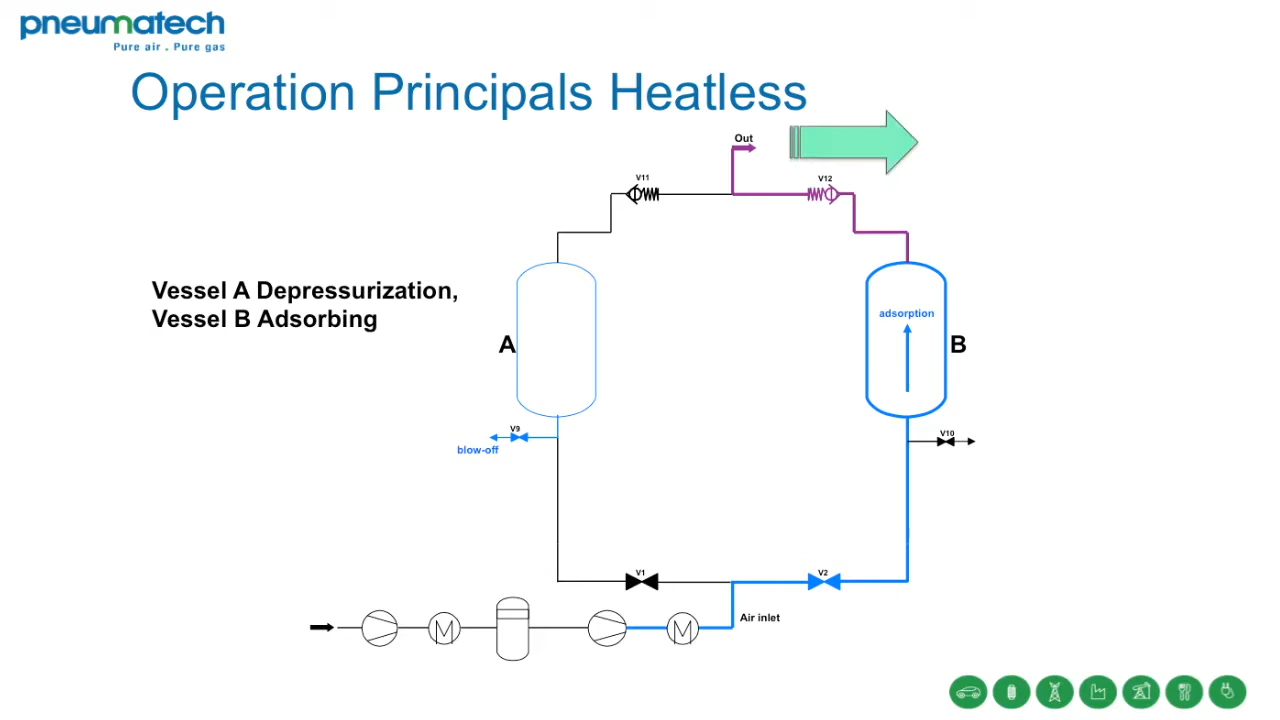 pneumatech
Pure air . Pure gas
Operation Principals Heatless
Out
V11
V12
Vessel A Depressurization,
Vessel B Adsorbing
adsorption
A
B
V9
V10
blow-off
V1
V2
Air inlet
M
M